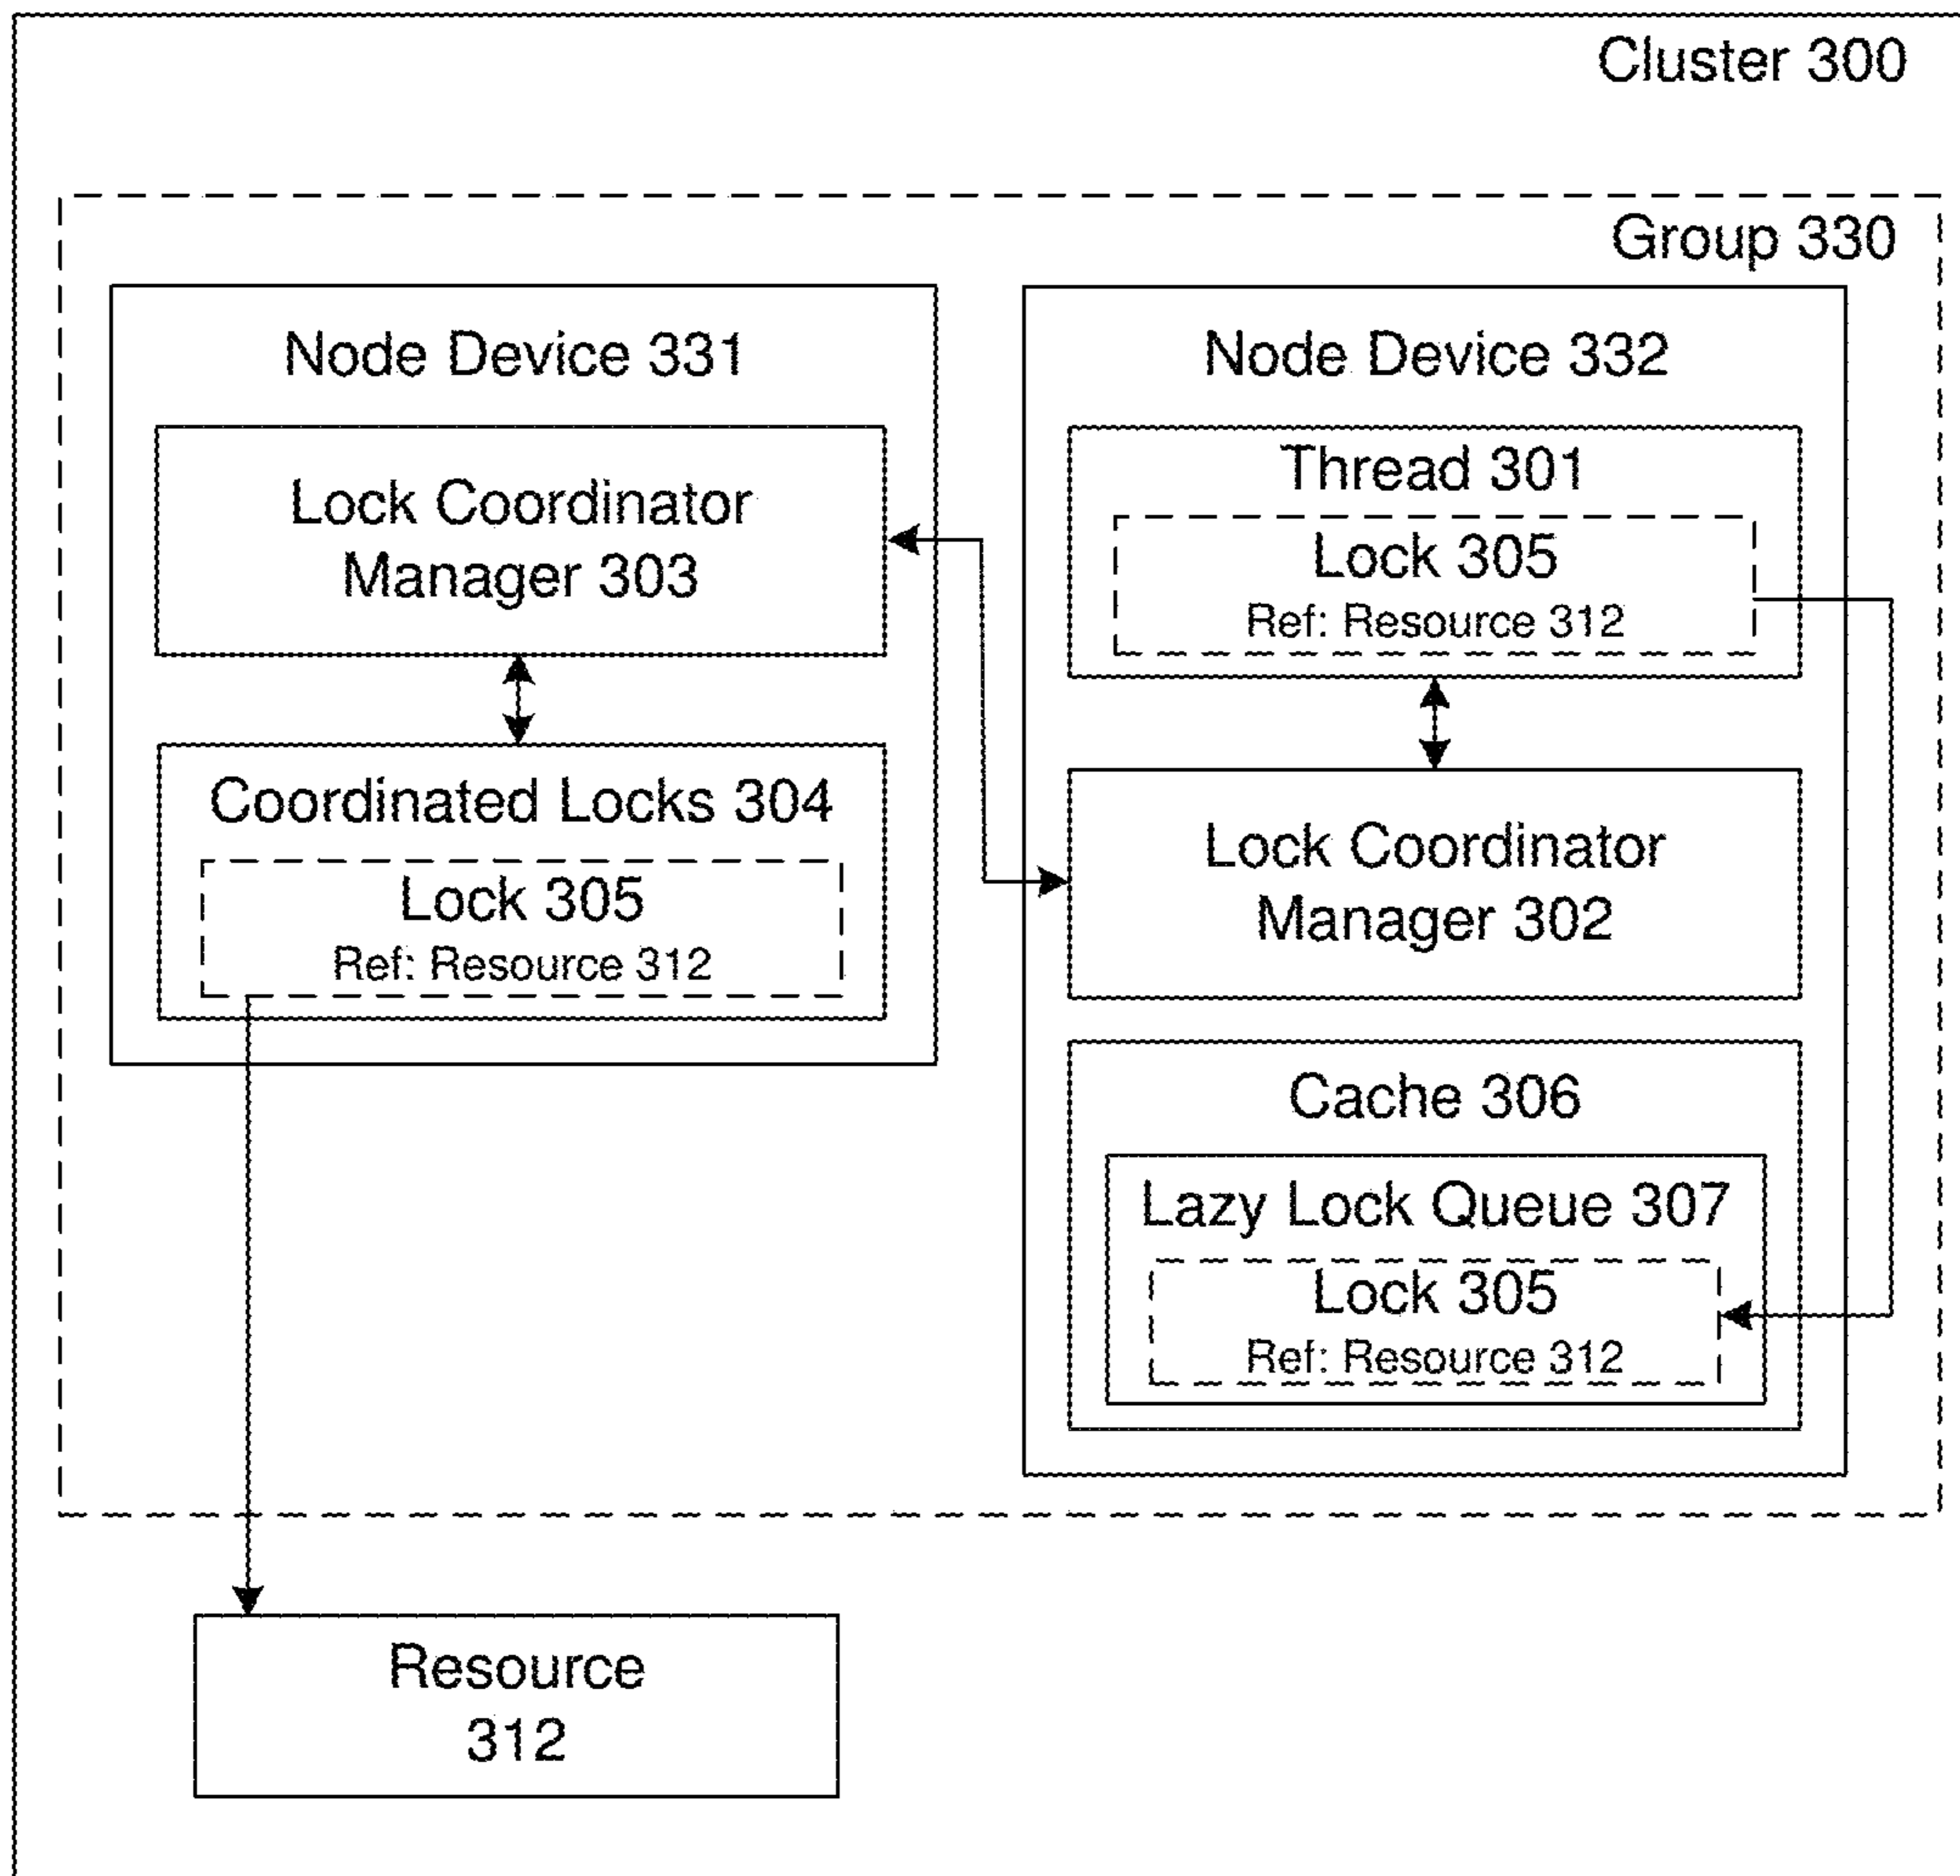 Cluster 300
Group 330
Node Device 331
Lock Coordinator
Manager 303
Coordinated Locks 304
Lock 305
Ref: Resource 312
Node Device 332
Thread 301
Lock 305
Ref: Resource 312
Lock Coordinator
Manager 302
Cache 306
Lazy Lock Queue 307
Lock 305
Ref: Resource 312
Resource
312